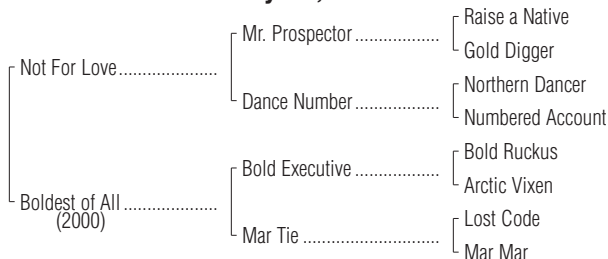 Raise a Native
Mr. Prospector..................
Gold Digger
Not For Love.....................
Northern Dancer
Dance Number..................
Numbered Account
Bold Ruckus
Bold Executive..................
Arctic Vixen
Boldest of All....................
(2000)
Lost Code
Mar Tie.............................
Mar Mar